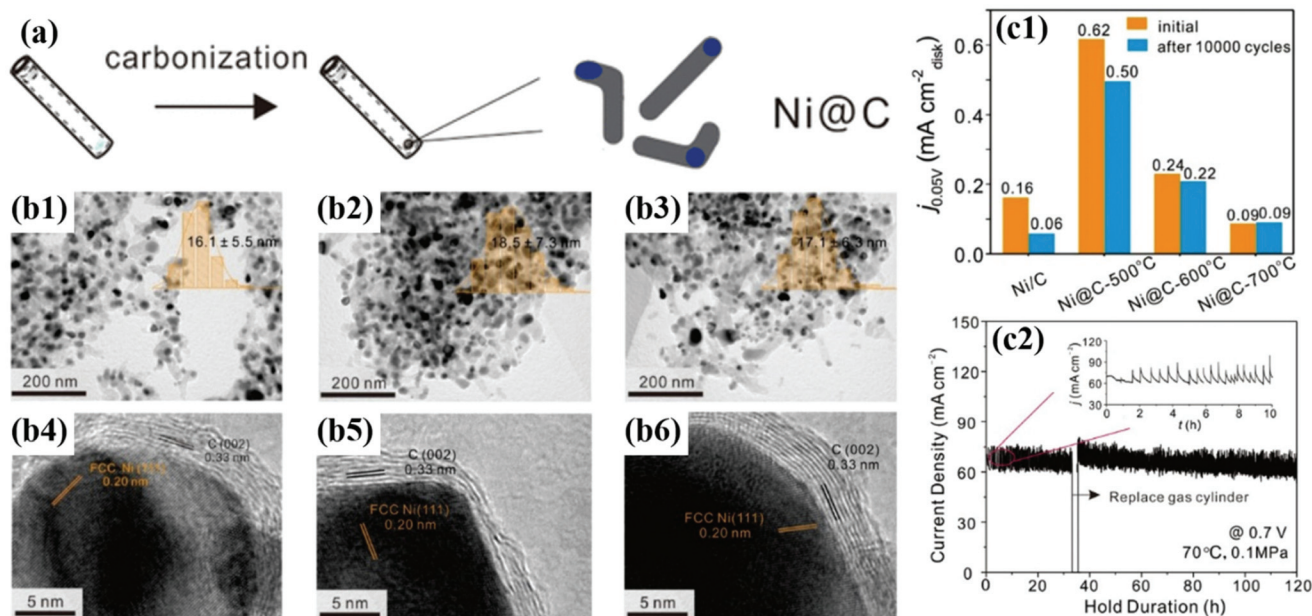 (a)
carbonization
Ni@C
(b1)
16.1 ± 5.5 nm
200 nm
(b2)
18.5 ± 7.3 nm
200 nm
(b3)
17.1 ± 6.3 nm
200 nm
(b4)
C (002)
0.33 nm
FCC Ni(111)
0.20 nm
5 nm
(b5)
C (002)
0.33 nm
FCC Ni(111)
0.20 nm
5 nm
(b6)
C (002)
0.33 nm
FCC Ni(111)
0.20 nm
5 nm
(c1)
initial
after 10000 cycles
j0.05V (mA cm-2 disk)
0.6
0.4
0.2
0.0
0.16
0.06
0.62
0.50
0.24
0.22
0.09
0.09
Ni/C
Ni@C-500°C
Ni@C-600°C
Ni@C-700°C
(c2)
Current Density (mA cm-2)
150
120
90
60
30
0
j (mA cm-2)
120
90
60
30
0 2 4 6 8 10
t (h)
Replace gas cylinder
@ 0.7 V
70°C, 0.1MPa
0 20 40 60 80 100 120
Hold Duration (h)